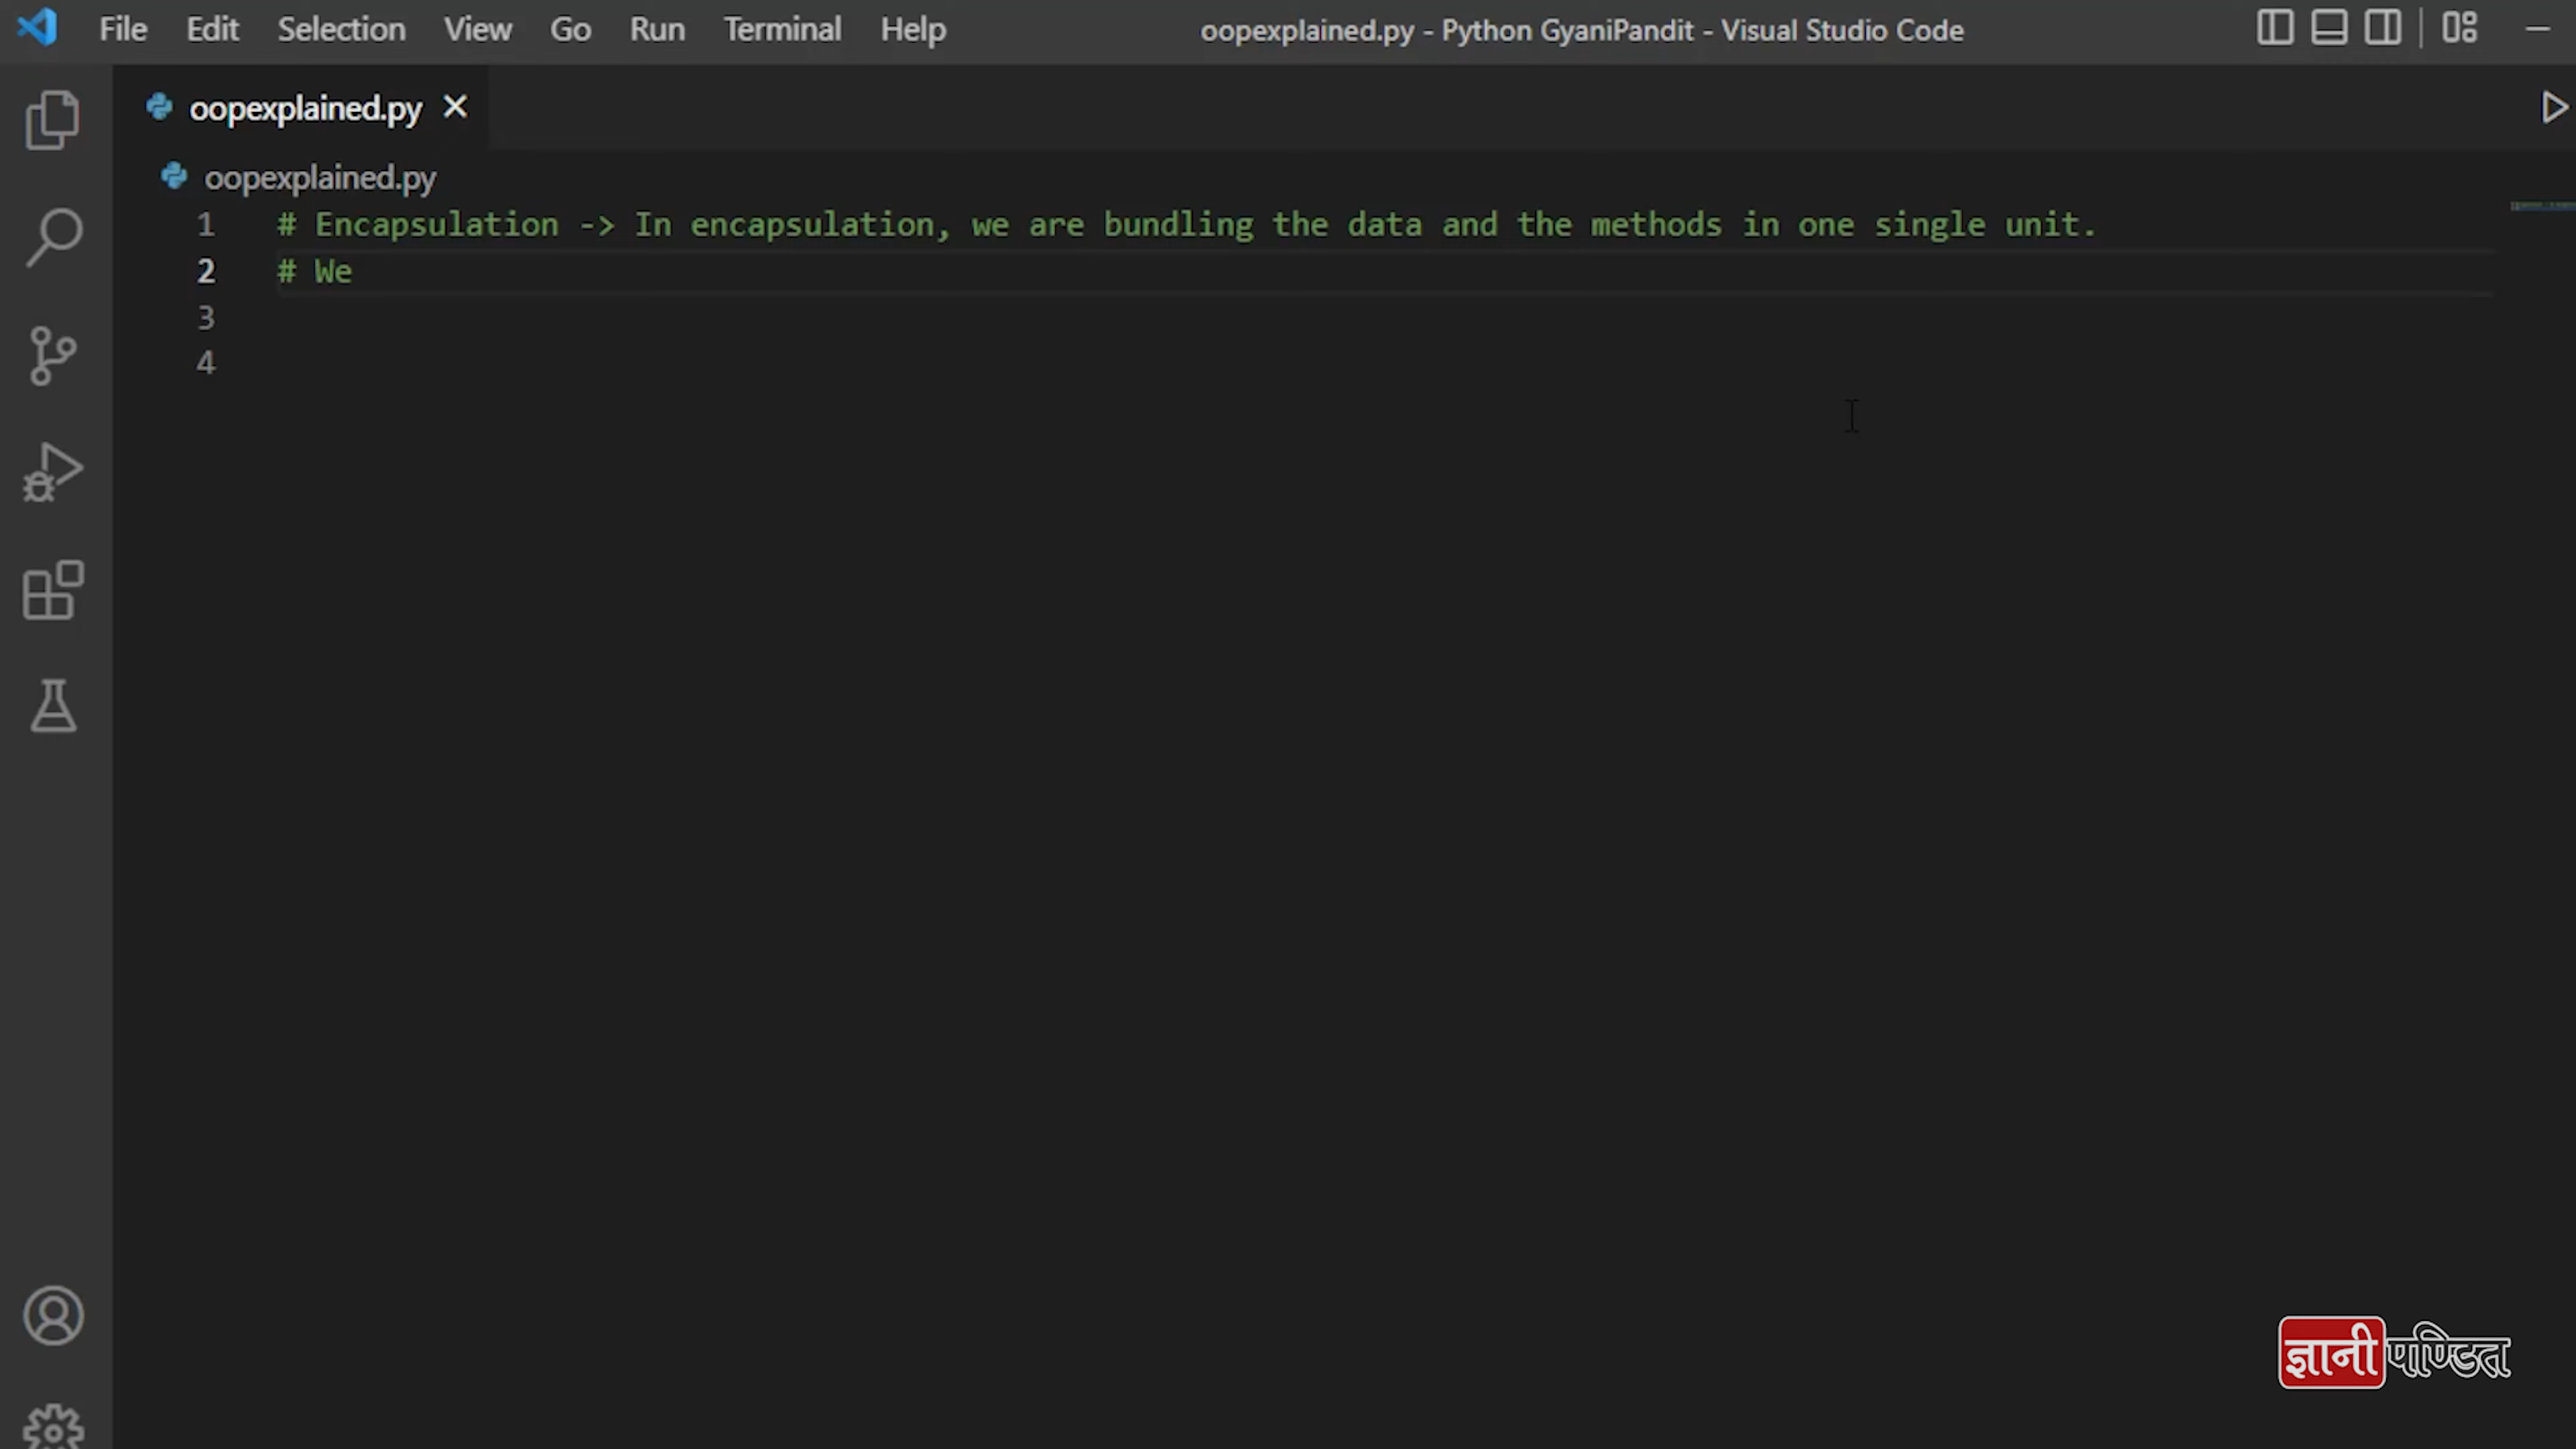 File Edit Selection View Go Run Terminal Help oopexplained.py - Python GyaniPandit - Visual Studio Code
oopexplained.py
oopexplained.py
1 # Encapsulation -> In encapsulation, we are bundling the data and the methods in one single unit.
2 # We
3
4
ज्ञानीपण्डित